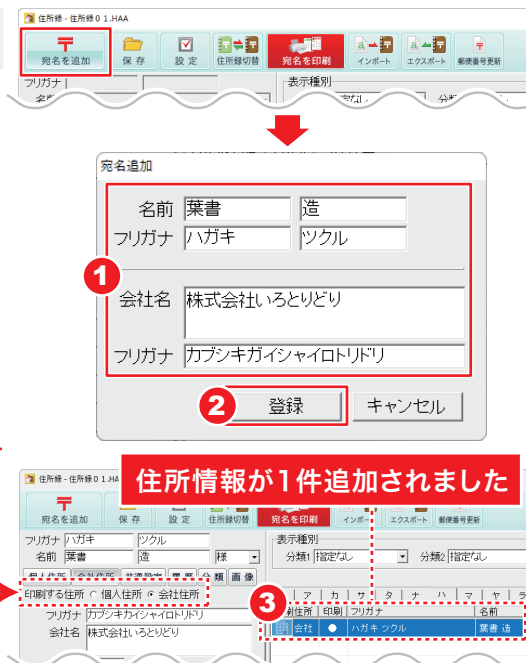 住所録 - 住所録０１.HAA
宛名を追加 保存 設定 住所録切替 宛名を印刷 インポート エクスポート 郵便番号更新
フリガナ 表示種別
宛名追加
名前 葉書 造
フリガナ ハガキ ツクル
1
会社名 株式会社いろとりどり
フリガナ カブシキガイシャイロトリドリ
2 登録 キャンセル
住所情報が1件追加されました
住所録 - 住所録０１.HA
宛名を追加 保存 設定 住所録切替 宛名を印刷 インポート エクスポート 郵便番号更新
フリガナ ハガキ ツクル 表示種別
名前 葉書 造 様 分類1 指定なし 分類2 指定なし
個人住所 会社住所 共通設定 履歴 分類 画像
印刷する住所 個人住所 会社住所
3 ア カ サ タ ナ ハ マ ヤ ラ
フリガナ カブシキカイシャイロトリドリ 住所 印刷 フリガナ 名前
会社名 株式会社いろとりどり 会社 ● ハガキ ツクル 葉書 造